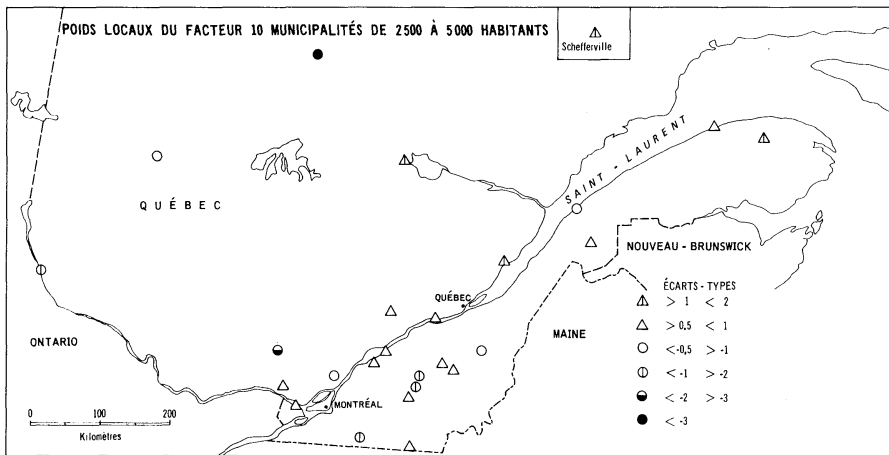 POIDS LOCAUX DU FACTEUR 10 MUNICIPALITÉS DE 2500 À 5000 HABITANTS
Schefferville
SAINT - LAURENT
QUÉBEC
NOUVEAU - BRUNSWICK
QUÉBEC
ONTARIO
MAINE
MONTRÉAL
ÉCARTS - TYPES
> 1 < 2
> 0,5 < 1
<-0,5 > -1
< -1 > -2
< -2 > -3
< -3
0 100 200
Kilomètres